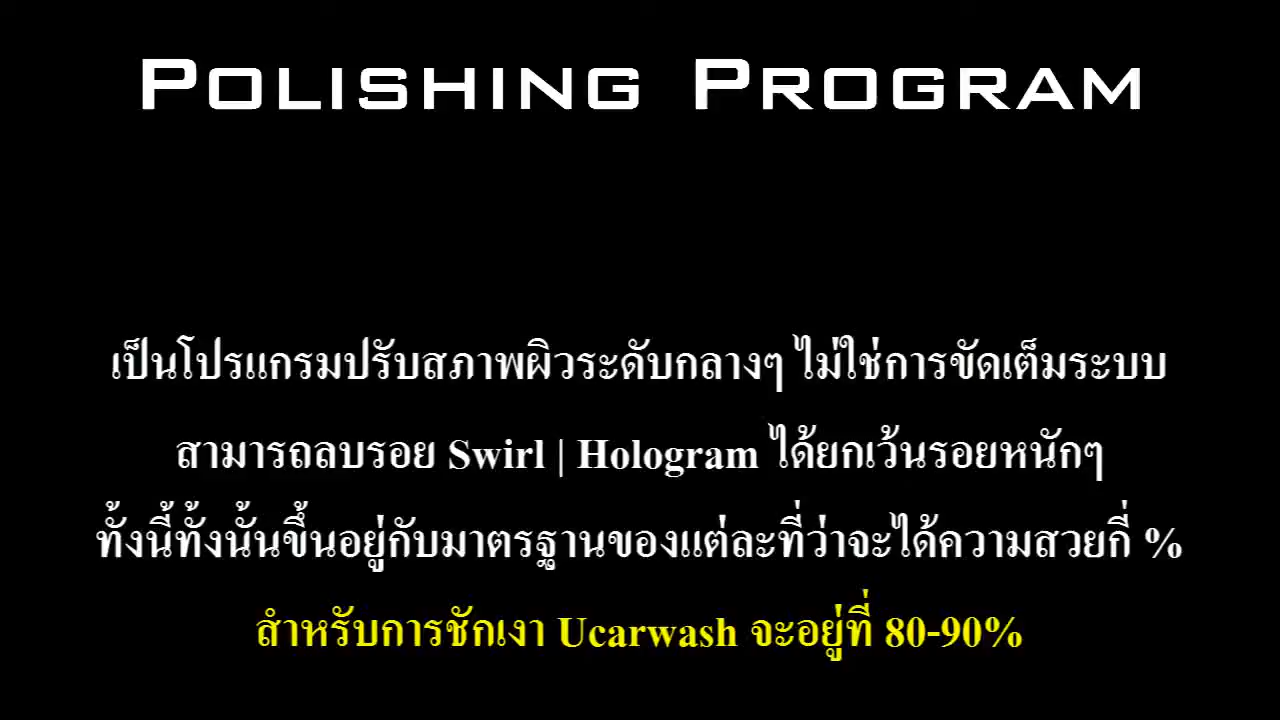 POLISHING PROGRAM
เป็นโปรแกรมปรับสภาพผิวระดับกลางๆ ไม่ใช่การขัดเต็มระบบ
สามารถลบรอย Swirl | Hologram ได้ยกเว้นรอยหนักๆ
ทั้งนี้ทั้งนั้นขึ้นอยู่กับมาตรฐานของแต่ละที่ว่าจะได้ความสวยกี่ %
สำหรับการชักเงา Ucarwash จะอยู่ที่ 80-90%